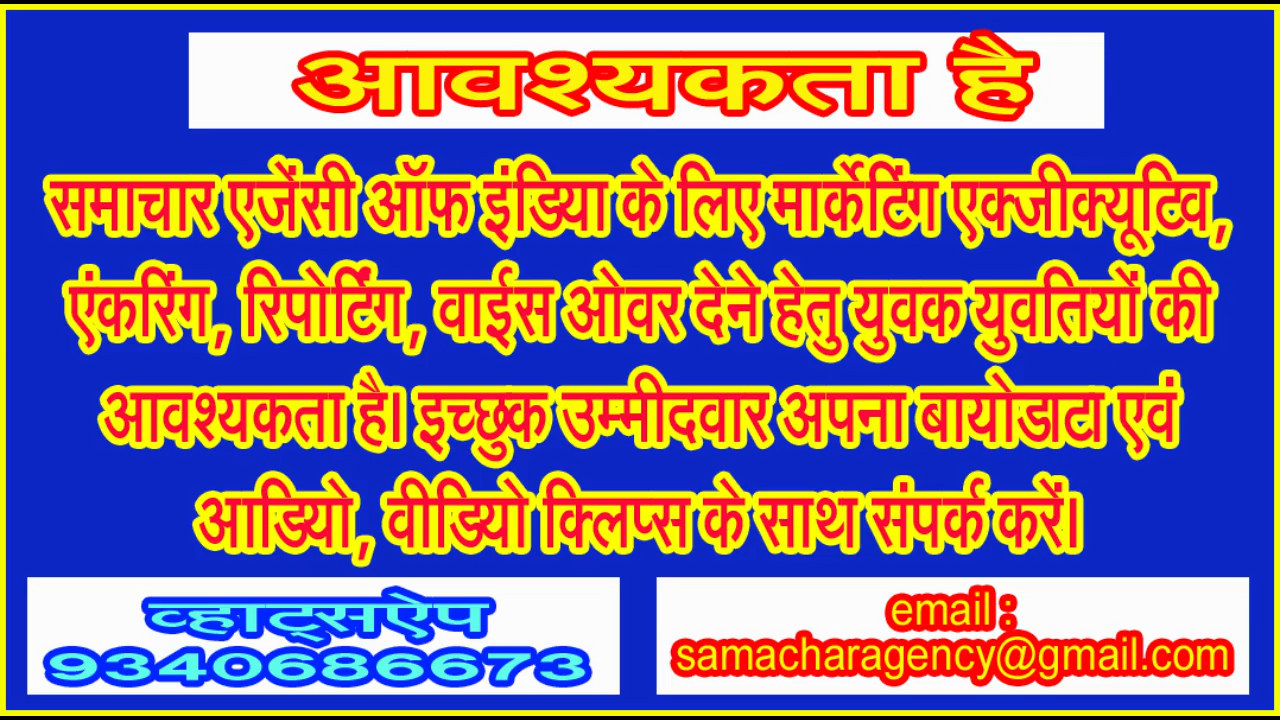 आवश्यकता है
समाचार एजेंसी ऑफ इंडिया के लिए मार्केटिंग एक्जीक्यूटिव,
एंकरिंग, रिपोर्टिंग, वाईस ओवर देने हेतु युवक युवतियों की
आवश्यकता है। इच्छुक उम्मीदवार अपना बायोडाटा एवं
आडियो, वीडियो क्लिप्स के साथ संपर्क करें।
व्हाट्सऐप
9340686673
email :
samacharagency@gmail.com